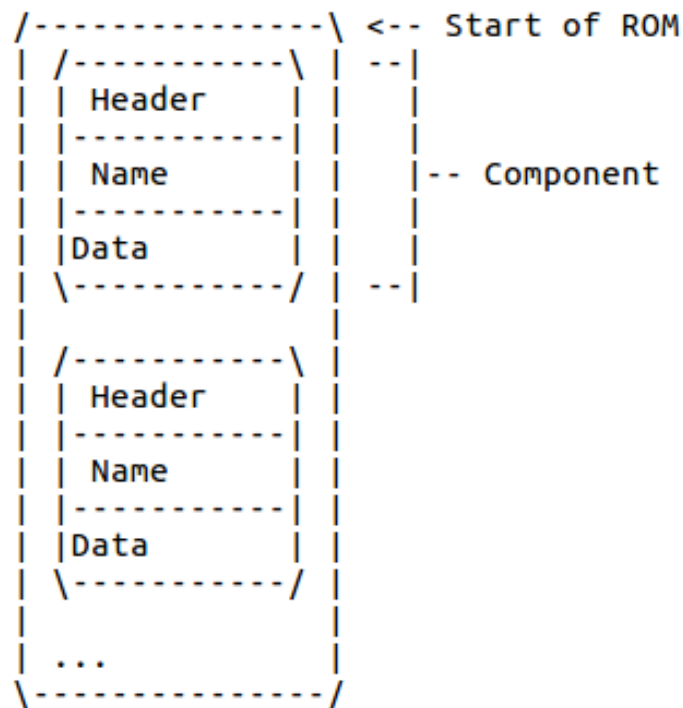 /---------------\ <-- Start of ROM
| /-----------\ | --|
| | Header    | |   |
| |-----------| |   |
| | Name      | |   |-- Component
| |-----------| |   |
| |Data       | |   |
| \-----------/ | --|
|               |
| /-----------\ |
| | Header    | |
| |-----------| |
| | Name      | |
| |-----------| |
| |Data       | |
| \-----------/ |
|               |
| ...           |
\---------------/